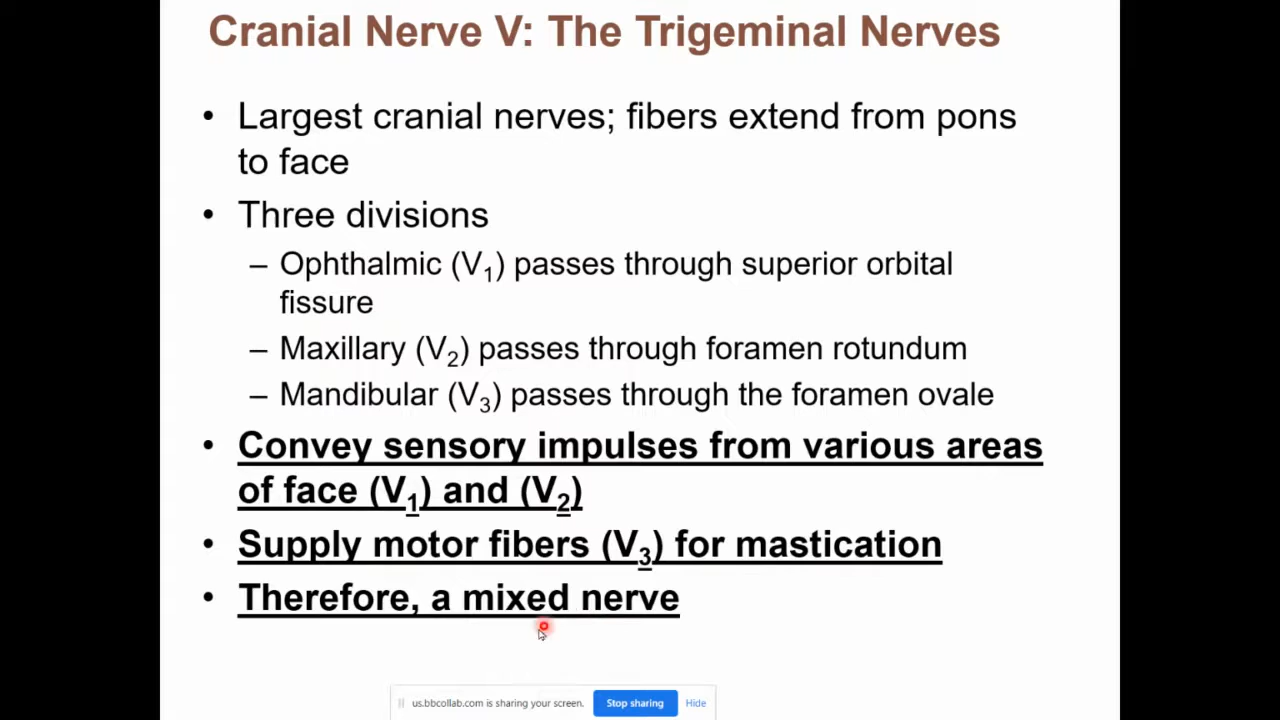 Cranial Nerve V: The Trigeminal Nerves
• Largest cranial nerves; fibers extend from pons
to face
• Three divisions
– Ophthalmic (V₁) passes through superior orbital
fissure
– Maxillary (V₂) passes through foramen rotundum
– Mandibular (V₃) passes through the foramen ovale
• Convey sensory impulses from various areas
of face (V₁) and (V₂)
• Supply motor fibers (V₃) for mastication
• Therefore, a mixed nerve
us.bbcollab.com is sharing your screen. Stop sharing Hide